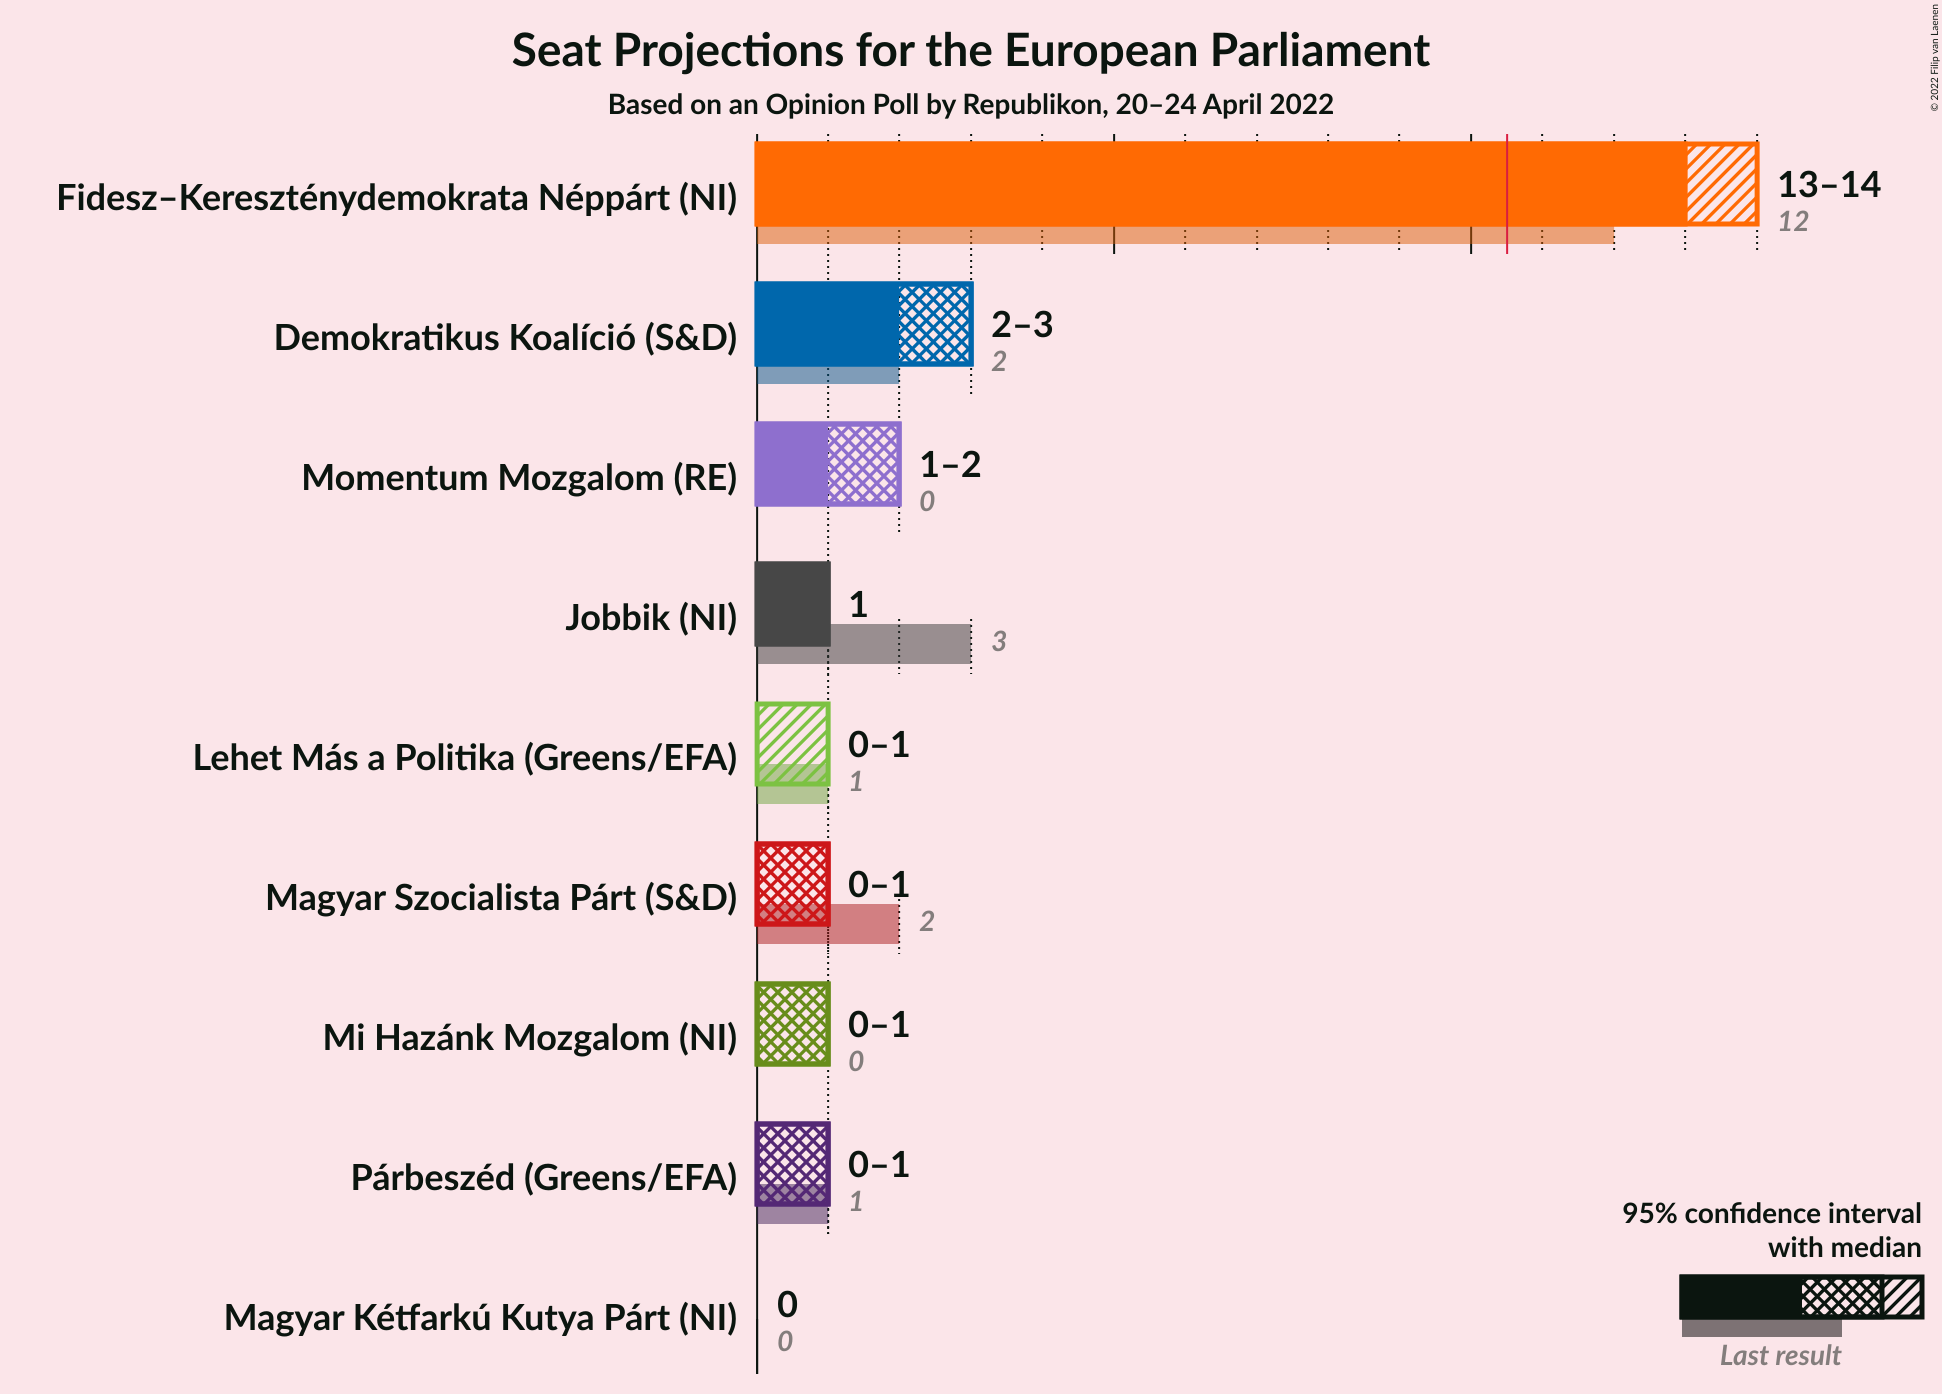 Seat Projections for the European Parliament
Based on an Opinion Poll by Republikon, 20–24 April 2022
© 2022 Filip van Laenen
Fidesz–Kereszténydemokrata Néppárt (NI)
13–14
12
Demokratikus Koalíció (S&D)
2–3
2
Momentum Mozgalom (RE)
1–2
0
Jobbik (NI)
1
3
Lehet Más a Politika (Greens/EFA)
0–1
1
Magyar Szocialista Párt (S&D)
0–1
2
Mi Hazánk Mozgalom (NI)
0–1
0
Párbeszéd (Greens/EFA)
0–1
1
Magyar Kétfarkú Kutya Párt (NI)
0
0
95% confidence interval
with median
Last result